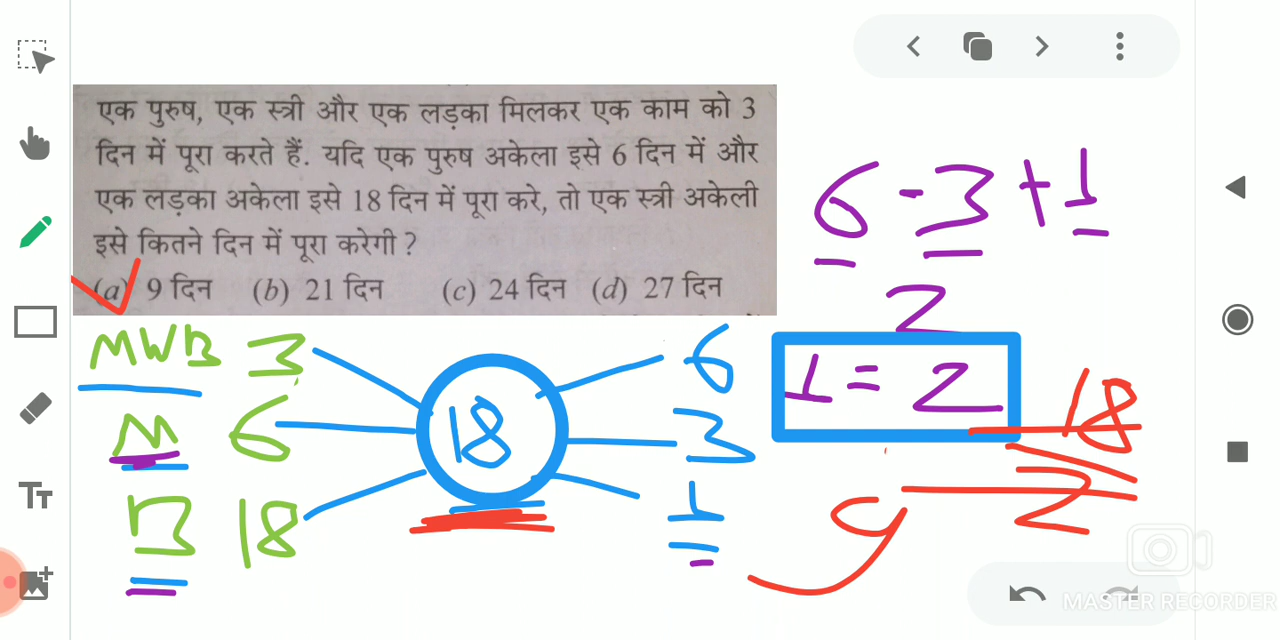 एक पुरुष, एक स्त्री और एक लड़का मिलकर एक काम को 3
दिन में पूरा करते हैं. यदि एक पुरुष अकेला इसे 6 दिन में और
एक लड़का अकेला इसे 18 दिन में पूरा करे, तो एक स्त्री अकेली
इसे कितने दिन में पूरा करेगी ?
(a) 9 दिन (b) 21 दिन (c) 24 दिन (d) 27 दिन
6 - 3 + 1
2
1 = 2
MWB 3
M 6
B 18
18
6
3
1
18
2
9
Tт
MASTER RECORDER